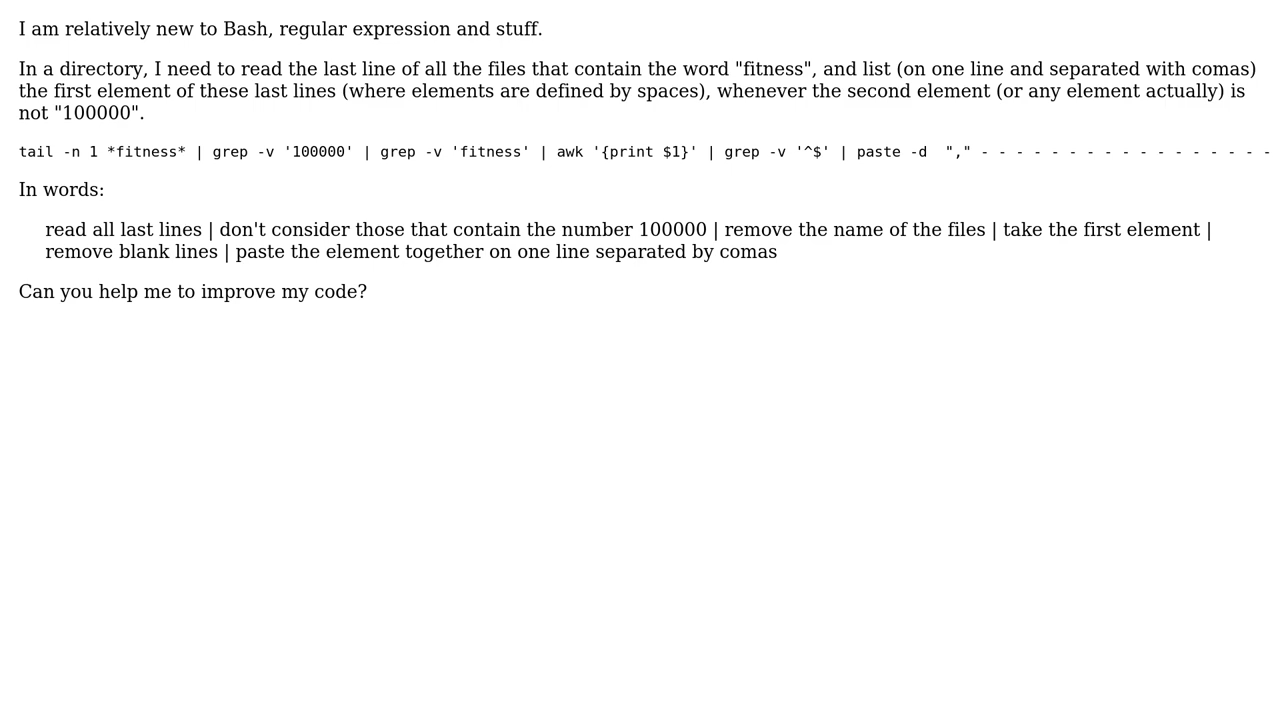 I am relatively new to Bash, regular expression and stuff.
In a directory, I need to read the last line of all the files that contain the word "fitness", and list (on one line and separated with comas)
the first element of these last lines (where elements are defined by spaces), whenever the second element (or any element actually) is
not "100000".
tail -n 1 *fitness* | grep -v '100000' | grep -v 'fitness' | awk '{print $1}' | grep -v '^$' | paste -d  "," - - - - - - - - - - - - - - - - -
In words:
read all last lines | don't consider those that contain the number 100000 | remove the name of the files | take the first element |
remove blank lines | paste the element together on one line separated by comas
Can you help me to improve my code?